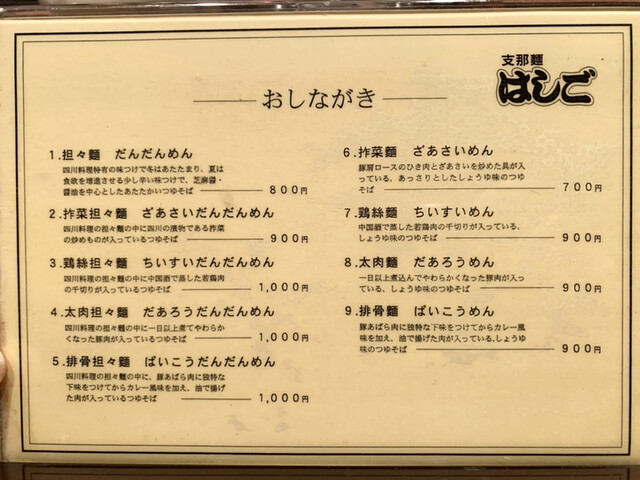 支那麺
はしご
おしながき
1.担々麺 だんだんめん
四川料理特有の味つけで冬はあたたまり、夏は
食欲を増進させる少し辛い味つけで、芝麻醤・
醤油を中心としたあたたかいつゆそば 800円
2.搾菜担々麺 ざあさいだんだんめん
四川料理の担々麺の中に四川の漬物である搾菜
の炒めものが入っているつゆそば 900円
3.鶏絲担々麺 ちいすいだんだんめん
四川料理の担々麺の中に中国酒で蒸した若鶏肉
の千切りが入っているつゆそば 1,000円
4.太肉担々麺 だあろうだんだんめん
四川料理の担々麺の中に一日以上煮てやわらか
くなった豚肉が入っているつゆそば 1,000円
5.排骨担々麺 ぱいこうだんだんめん
四川料理の担々麺の中に、豚あばら肉に独特な
下味をつけてからカレー風味を加え、油で揚げ
た肉が入っているつゆそば 1,000円
6.搾菜麺 ざあさいめん
豚肩ロースのひき肉とざあさいを炒めた具が入
っている、あっさりとしたしょうゆ味のつゆ
そば 700円
7.鶏絲麺 ちいすいめん
中国酒で蒸した若鶏肉の千切りが入っている、
しょうゆ味のつゆそば 900円
8.太肉麺 だあろうめん
一日以上煮込んでやわらかくなった豚肉が入っ
ている、しょうゆ味のつゆそば 900円
9.排骨麺 ぱいこうめん
豚あばら肉に独特な下味をつけてからカレー風
味を加え、油で揚げた肉が入っている、しょうゆ
味のつゆそば 900円